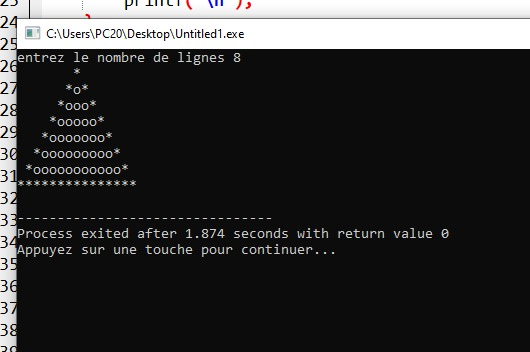 printf("\n");
24
C:\Users\PC20\Desktop\Untitled1.exe
25
entrez le nombre de lignes 8
26
       *
27
      *o*
     *ooo*
28
    *ooooo*
29
   *ooooooo*
30
  *ooooooooo*
31
 *ooooooooooo*
***************
32
33
--------------------------------
34
Process exited after 1.874 seconds with return value 0
35
Appuyez sur une touche pour continuer...
36
37
38
39